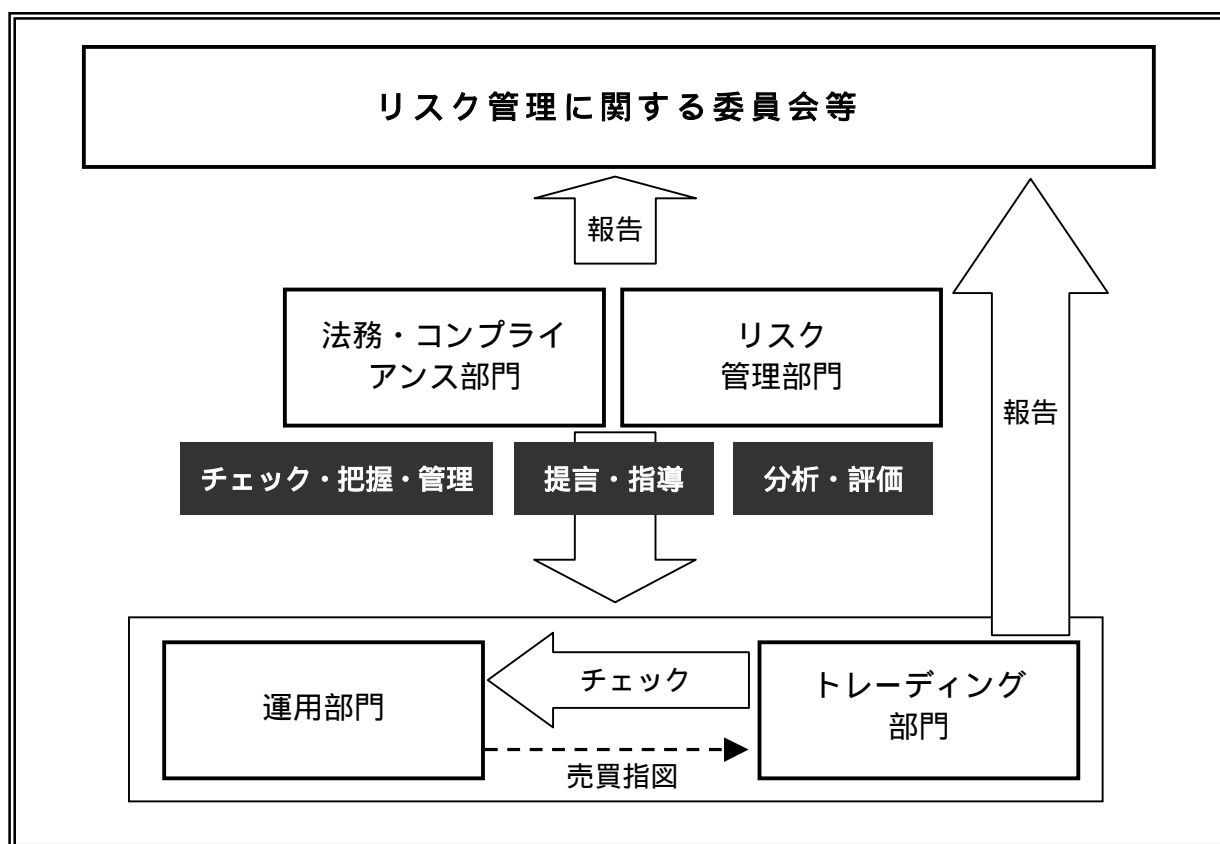 リスク管理に関する委員会等
報告
法務・コンプライ
アンス部門
リスク
管理部門
報告
チェック・把握・管理
提言・指導
分析・評価
運用部門
チェック
トレーディング
部門
売買指図